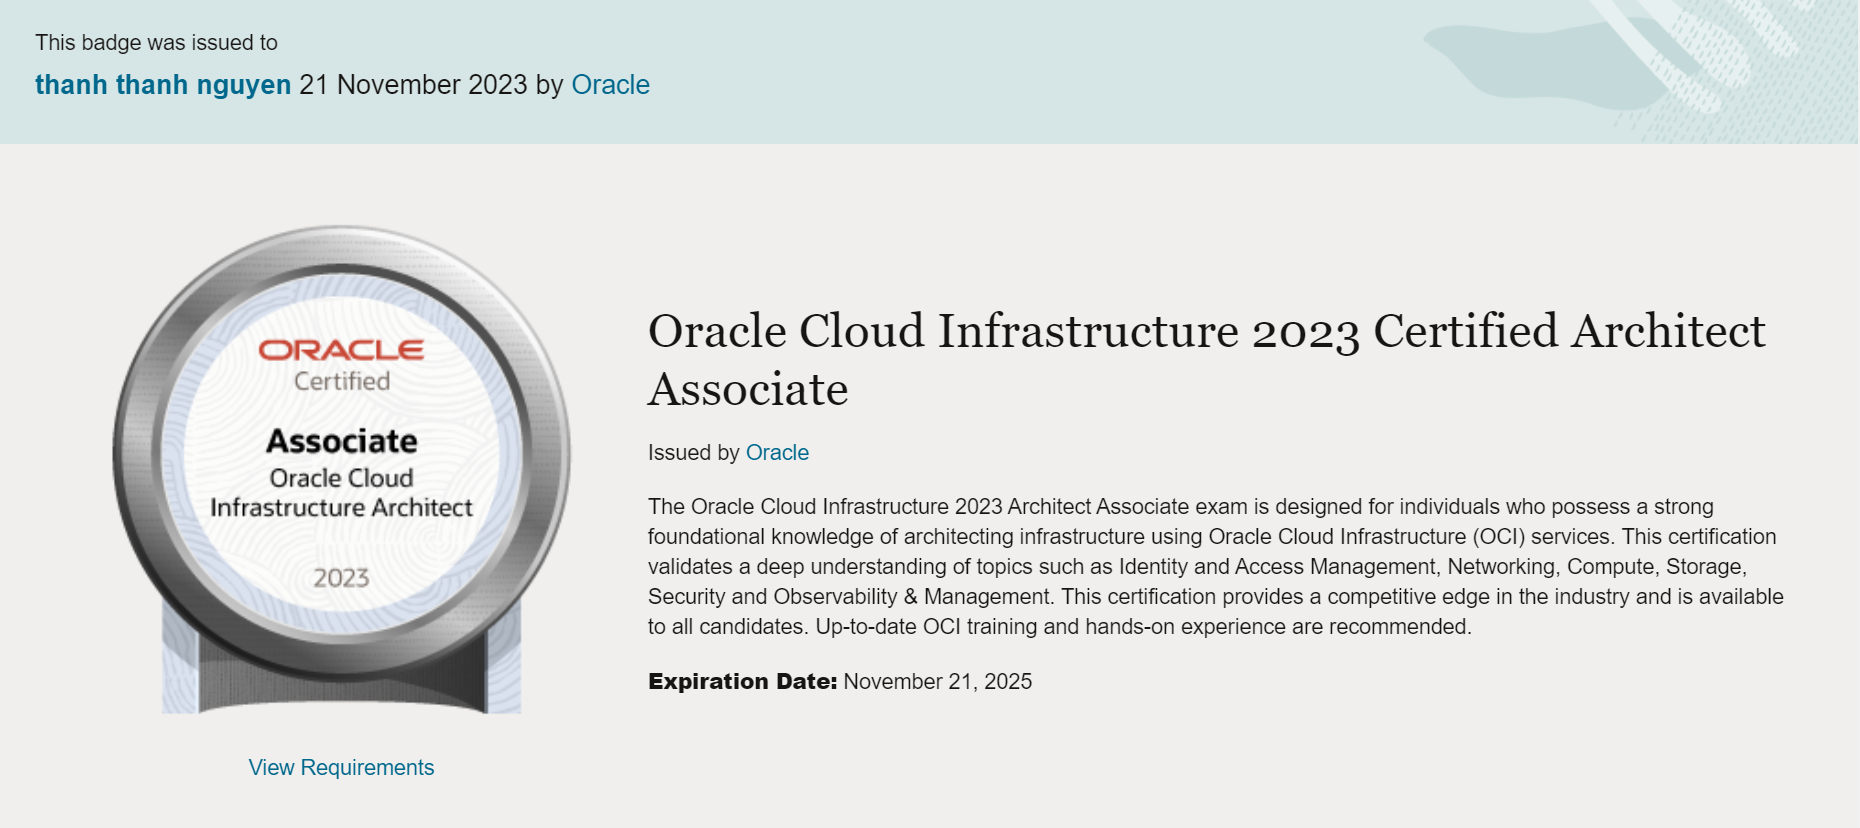 This badge was issued to
thanh thanh nguyen 21 November 2023 by Oracle
ORACLE
Certified
Associate
Oracle Cloud
Infrastructure Architect
2023
View Requirements
Oracle Cloud Infrastructure 2023 Certified Architect
Associate
Issued by Oracle
The Oracle Cloud Infrastructure 2023 Architect Associate exam is designed for individuals who possess a strong
foundational knowledge of architecting infrastructure using Oracle Cloud Infrastructure (OCI) services. This certification
validates a deep understanding of topics such as Identity and Access Management, Networking, Compute, Storage,
Security and Observability & Management. This certification provides a competitive edge in the industry and is available
to all candidates. Up-to-date OCI training and hands-on experience are recommended.
Expiration Date: November 21, 2025